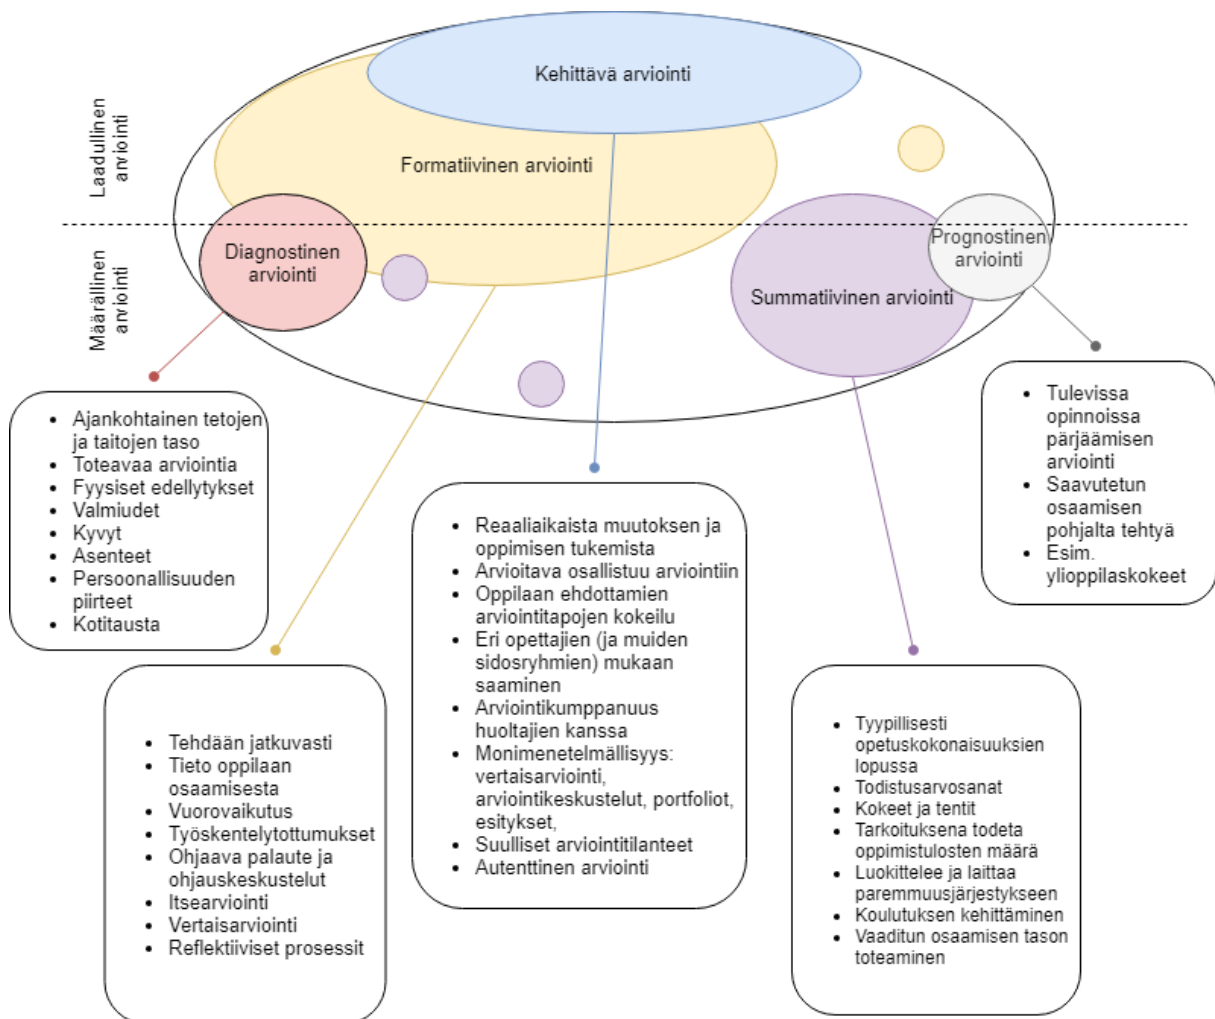 Kehittävä arviointi
Laadullinen
arviointi
Formatiivinen arviointi
Määrällinen
arviointi
Diagnostinen
arviointi
Prognostinen
arviointi
Summatiivinen arviointi
• Ajankohtainen tetojen
ja taitojen taso
• Toteavaa arviointia
• Fyysiset edellytykset
• Valmiudet
• Kyvyt
• Asenteet
• Persoonallisuuden
piirteet
• Kotitausta
• Tehdään jatkuvasti
• Tieto oppilaan
osaamisesta
• Vuorovaikutus
• Työskentelytottumukset
• Ohjaava palaute ja
ohjauskeskustelut
• Itsearviointi
• Vertaisarviointi
• Reflektiiviset prosessit
• Reaaliaikaista muutoksen ja
oppimisen tukemista
• Arvioitava osallistuu arviointiin
• Oppilaan ehdottamien
arviointitapojen kokeilu
• Eri opettajien (ja muiden
sidosryhmien) mukaan
saaminen
• Arviointikumppanuus
huoltajien kanssa
• Monimenetelmällisyys:
vertaisarviointi,
arviointikeskustelut, portfoliot,
esitykset,
• Suulliset arviointitilanteet
• Autenttinen arviointi
• Tyypillisesti
opetuskokonaisuuksien
lopussa
• Todistusarvosanat
• Kokeet ja tentit
• Tarkoituksena todeta
oppimistulosten määrä
• Luokittelee ja laittaa
paremmuusjärjestykseen
• Koulutuksen kehittäminen
• Vaaditun osaamisen tason
toteaminen
• Tulevissa
opinnoissa
pärjäämisen
arviointi
• Saavutetun
osaamisen
pohjalta tehtyä
• Esim.
ylioppilaskokeet